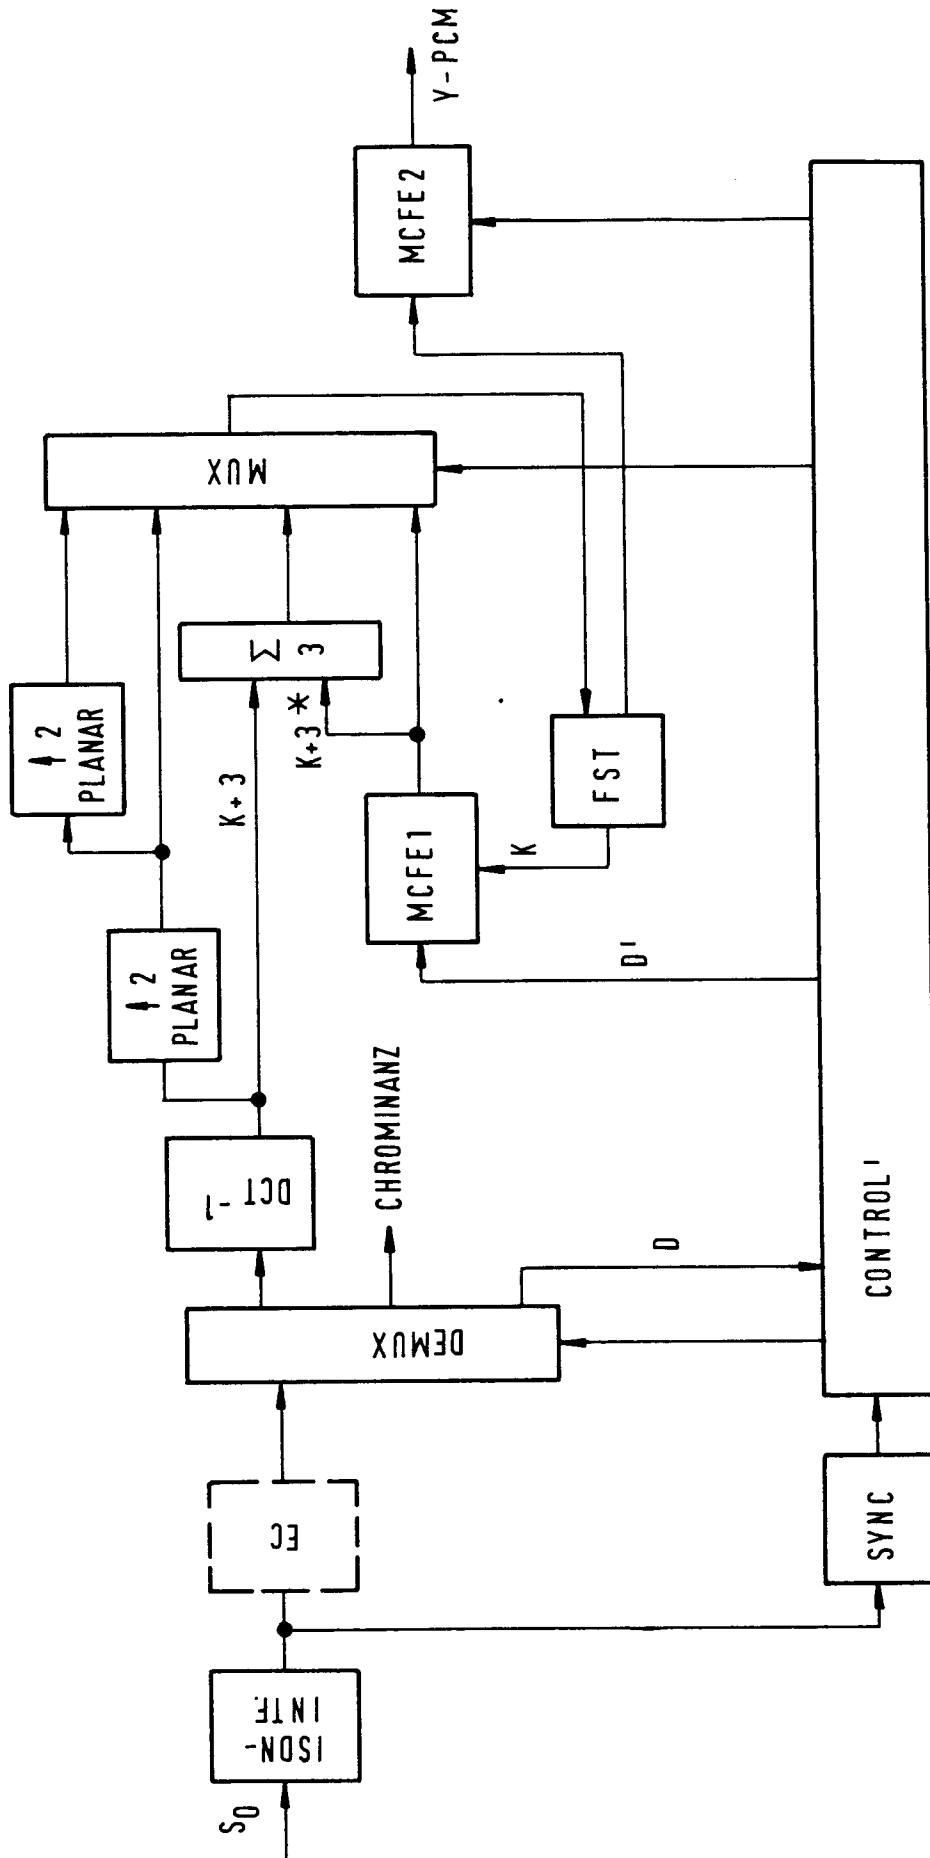 S0
ISDN-
INTF.
EC
SYNC
DEMUX
D
CHROMINANZ
CONTROL'
DCT⁻¹
↑2
PLANAR
↑2
PLANAR
K+3
K+3*
Σ
3
D'
MCFE1
K
FST
MUX
MCFE2
Y-PCM